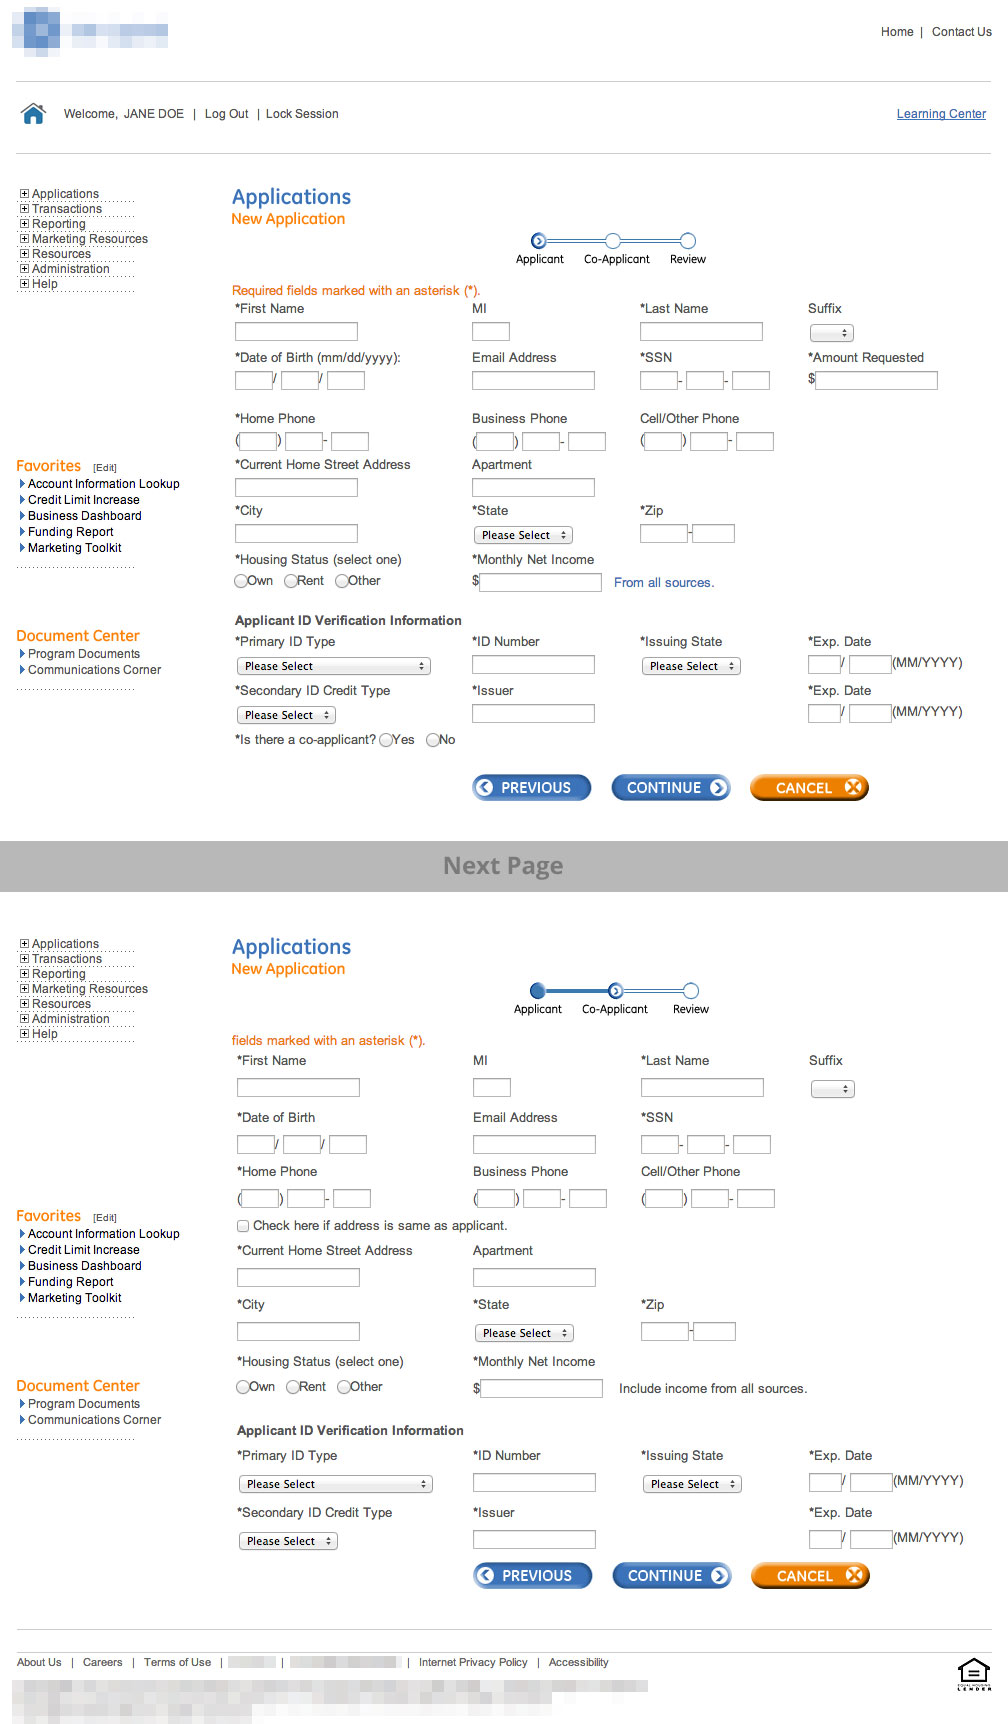 Home | Contact Us
Welcome, JANE DOE | Log Out | Lock Session
Learning Center
Applications
Transactions
Reporting
Marketing Resources
Resources
Administration
Help
Favorites [Edit]
Account Information Lookup
Credit Limit Increase
Business Dashboard
Funding Report
Marketing Toolkit
Document Center
Program Documents
Communications Corner
Applications
New Application
Applicant Co-Applicant Review
Required fields marked with an asterisk (*).
*First Name MI *Last Name Suffix
*Date of Birth (mm/dd/yyyy): Email Address *SSN *Amount Requested
/ / - - $
*Home Phone Business Phone Cell/Other Phone
( ) - ( ) - ( ) -
*Current Home Street Address Apartment
*City *State *Zip
Please Select -
*Housing Status (select one) *Monthly Net Income
Own Rent Other $ From all sources.
Applicant ID Verification Information
*Primary ID Type *ID Number *Issuing State *Exp. Date
Please Select Please Select / (MM/YYYY)
*Secondary ID Credit Type *Issuer *Exp. Date
Please Select / (MM/YYYY)
*Is there a co-applicant? Yes No
PREVIOUS CONTINUE CANCEL
Next Page
Applications
Transactions
Reporting
Marketing Resources
Resources
Administration
Help
Favorites [Edit]
Account Information Lookup
Credit Limit Increase
Business Dashboard
Funding Report
Marketing Toolkit
Document Center
Program Documents
Communications Corner
Applications
New Application
Applicant Co-Applicant Review
fields marked with an asterisk (*).
*First Name MI *Last Name Suffix
*Date of Birth Email Address *SSN
/ / - -
*Home Phone Business Phone Cell/Other Phone
( ) - ( ) - ( ) -
Check here if address is same as applicant.
*Current Home Street Address Apartment
*City *State *Zip
Please Select -
*Housing Status (select one) *Monthly Net Income
Own Rent Other $ Include income from all sources.
Applicant ID Verification Information
*Primary ID Type *ID Number *Issuing State *Exp. Date
Please Select Please Select / (MM/YYYY)
*Secondary ID Credit Type *Issuer *Exp. Date
Please Select / (MM/YYYY)
PREVIOUS CONTINUE CANCEL
About Us | Careers | Terms of Use | | | Internet Privacy Policy | Accessibility
EQUAL HOUSING
LENDER